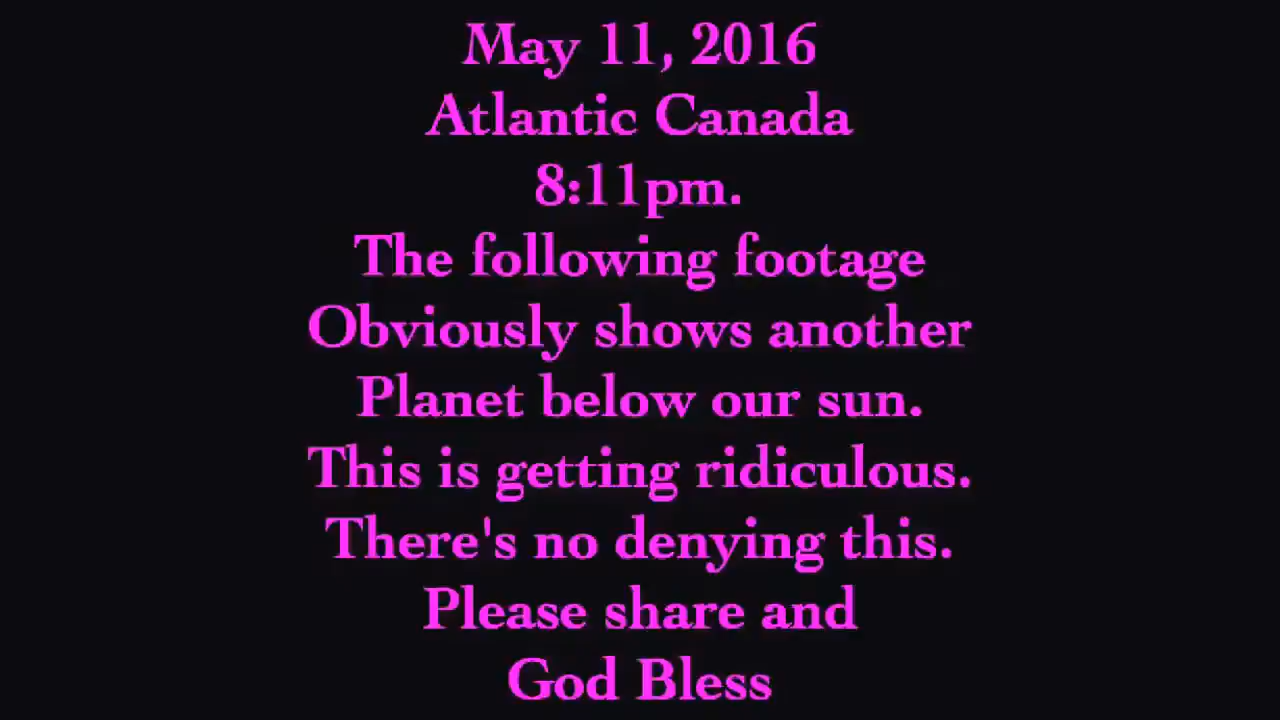 May 11, 2016
Atlantic Canada
8:11pm.
The following footage
Obviously shows another
Planet below our sun.
This is getting ridiculous.
There's no denying this.
Please share and
God Bless